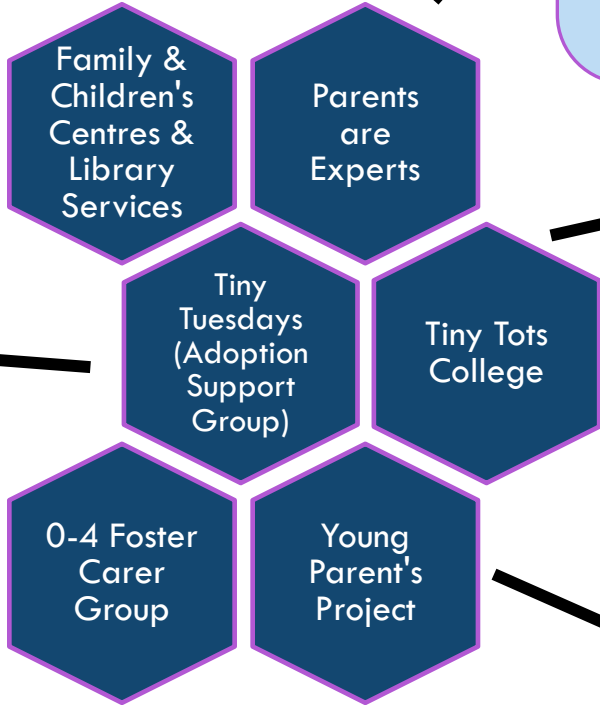 Family &
Children's
Centres &
Library
Services
Parents
are
Experts
Tiny
Tuesdays
(Adoption
Support
Group)
Tiny Tots
College
0-4 Foster
Carer
Group
Young
Parent's
Project